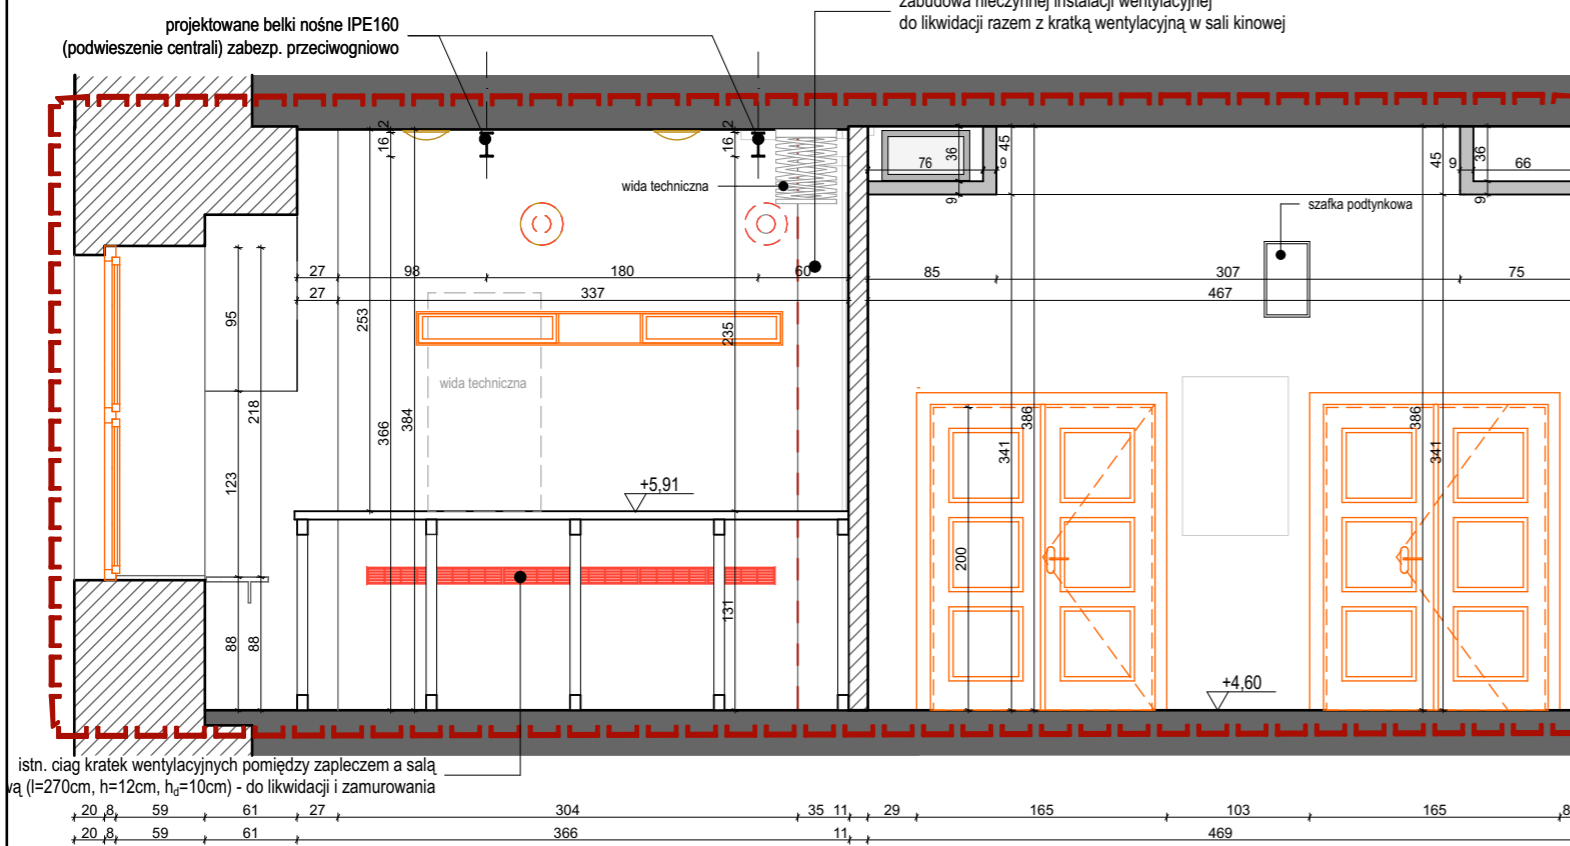 zabudowa nieczynnej instalacji wentylacyjnej
do likwidacji razem z kratką wentylacyjną w sali kinowej
projektowane belki nośne IPE160
(podwieszenie centrali) zabezp. przeciwogniowo
2 2
16 16
36 45 45 36
76 9 9 66
wida techniczna
9 9
szafka podtynkowa
27 98 180 60 85 307 75
27 337 467
95 253 235
wida techniczna
218 366 384 386 341 386 341
123
+5,91
200
131
88 88
+4,60
istn. ciag kratek wentylacyjnych pomiędzy zapleczem a salą
wą (l=270cm, h=12cm, hd=10cm) - do likwidacji i zamurowania
20 8 59 61 27 304 35 11 29 165 103 165 8
20 8 59 61 366 11 469